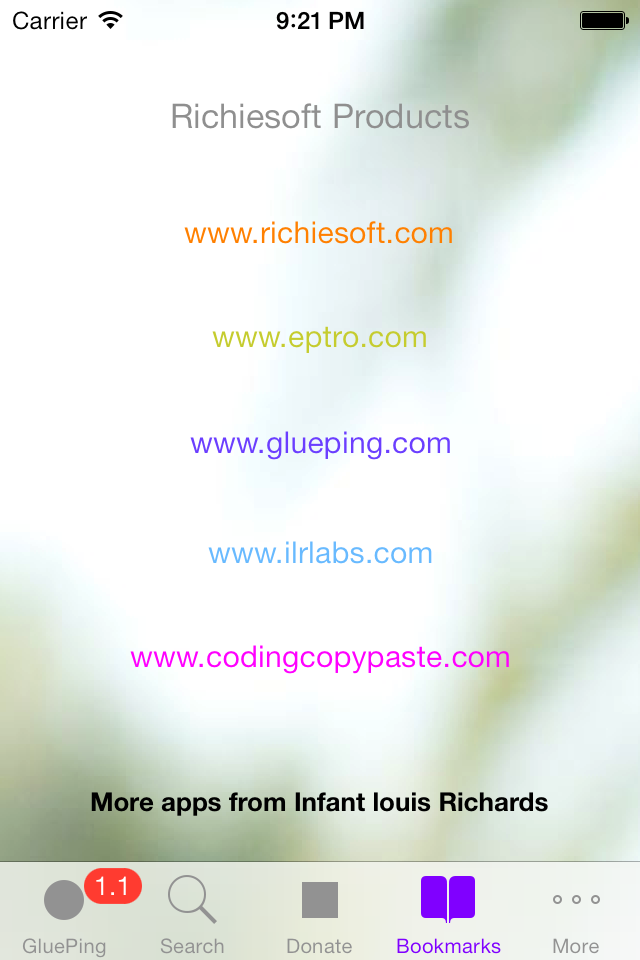 Carrier 9:21 PM
Richiesoft Products
www.richiesoft.com
www.eptro.com
www.glueping.com
www.ilrlabs.com
www.codingcopypaste.com
More apps from Infant louis Richards
1.1
GluePing Search Donate Bookmarks More